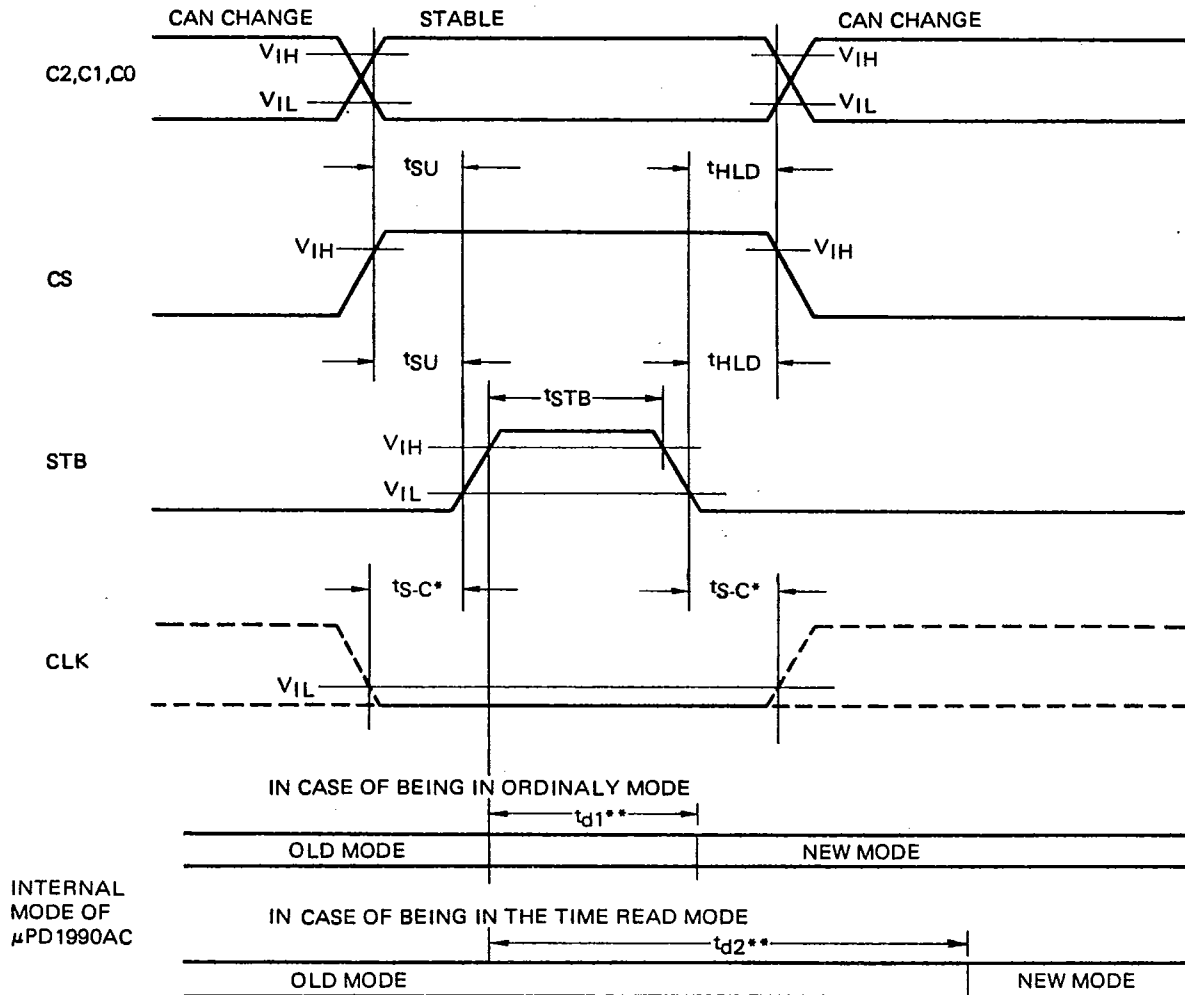 CAN CHANGE STABLE CAN CHANGE
VIH VIH
C2,C1,C0
VIL VIL
tSU tHLD
VIH VIH
CS
tSU tHLD
tSTB
VIH
STB
VIL
tS-C* tS-C*
CLK
VIL
IN CASE OF BEING IN ORDINALY MODE
td1**
OLD MODE NEW MODE
INTERNAL
MODE OF
μPD1990AC
IN CASE OF BEING IN THE TIME READ MODE
td2**
OLD MODE NEW MODE